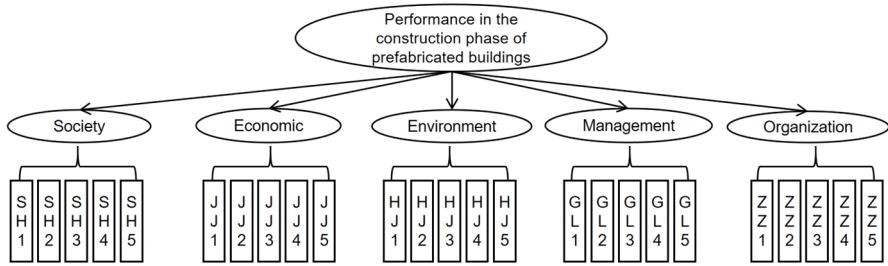 Performance in the
construction phase of
prefabricated buildings
Society
Economic
Environment
Management
Organization
SH1
SH2
SH3
SH4
SH5
JJ1
JJ2
JJ3
JJ4
JJ5
HJ1
HJ2
HJ3
HJ4
HJ5
GL1
GL2
GL3
GL4
GL5
ZZ1
ZZ2
ZZ3
ZZ4
ZZ5